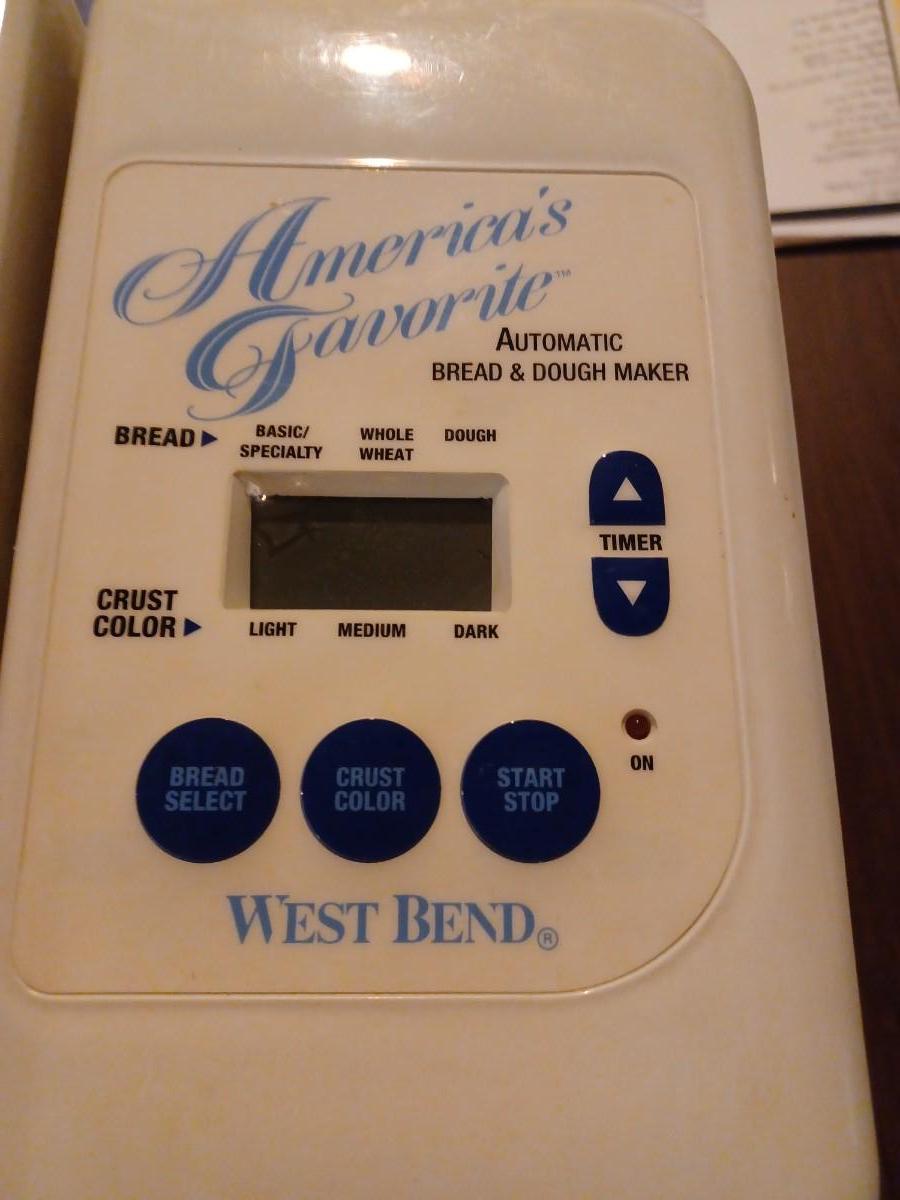 America's
Favorite™
AUTOMATIC
BREAD & DOUGH MAKER
BREAD
BASIC/
SPECIALTY
WHOLE
WHEAT
DOUGH
TIMER
CRUST
COLOR
LIGHT
MEDIUM
DARK
ON
BREAD
SELECT
CRUST
COLOR
START
STOP
WEST BEND®